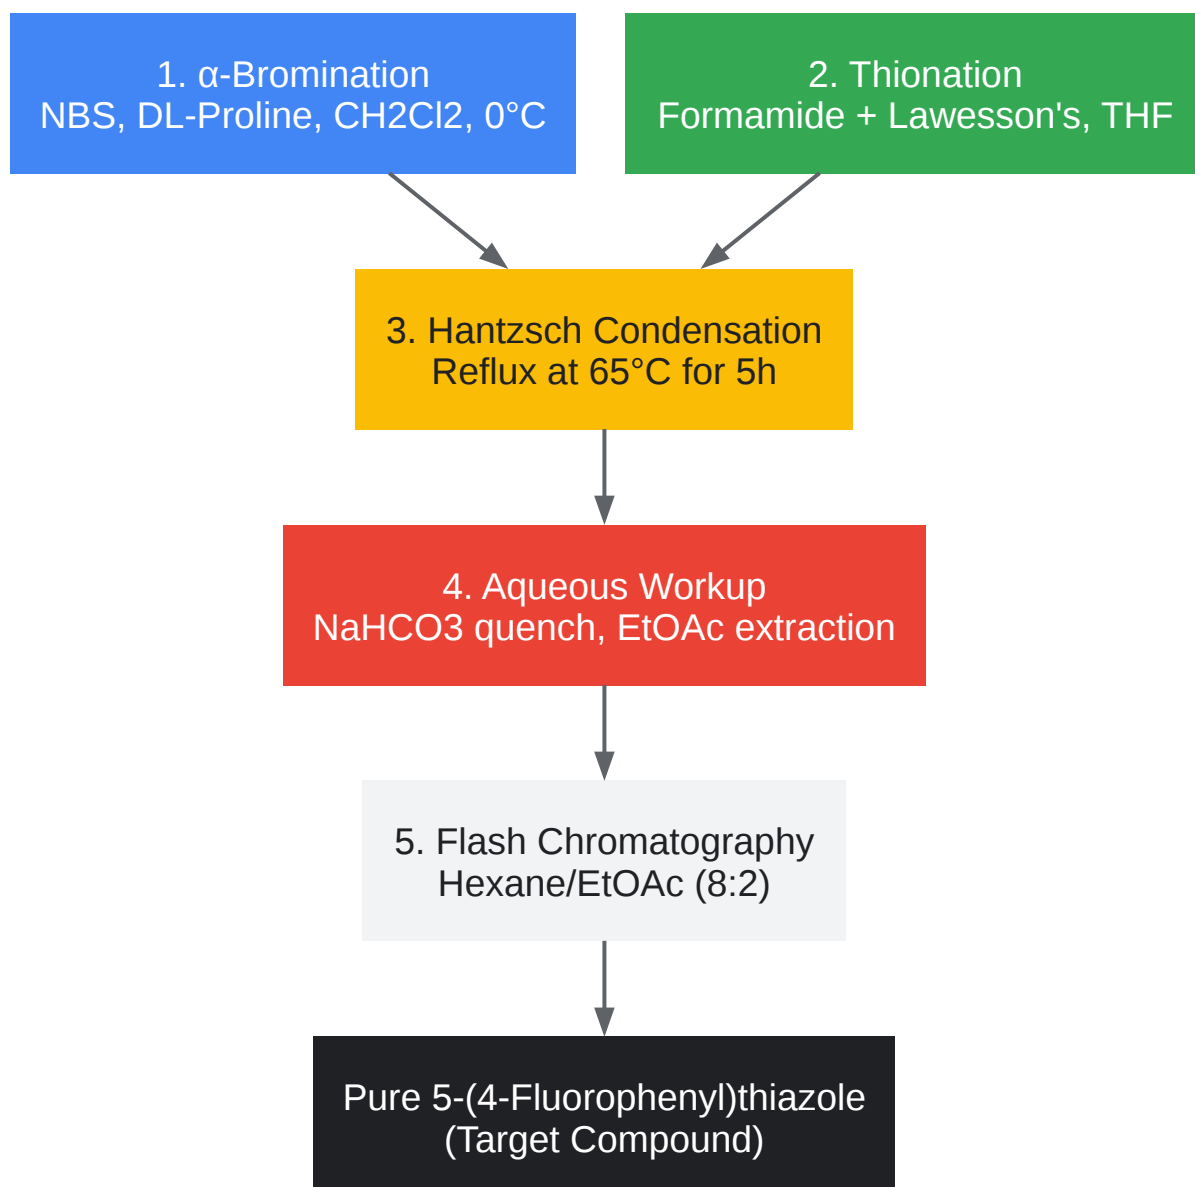 1. α-Bromination
NBS, DL-Proline, CH2Cl2, 0°C
2. Thionation
Formamide + Lawesson's, THF
3. Hantzsch Condensation
Reflux at 65°C for 5h
4. Aqueous Workup
NaHCO3 quench, EtOAc extraction
5. Flash Chromatography
Hexane/EtOAc (8:2)
Pure 5-(4-Fluorophenyl)thiazole
(Target Compound)